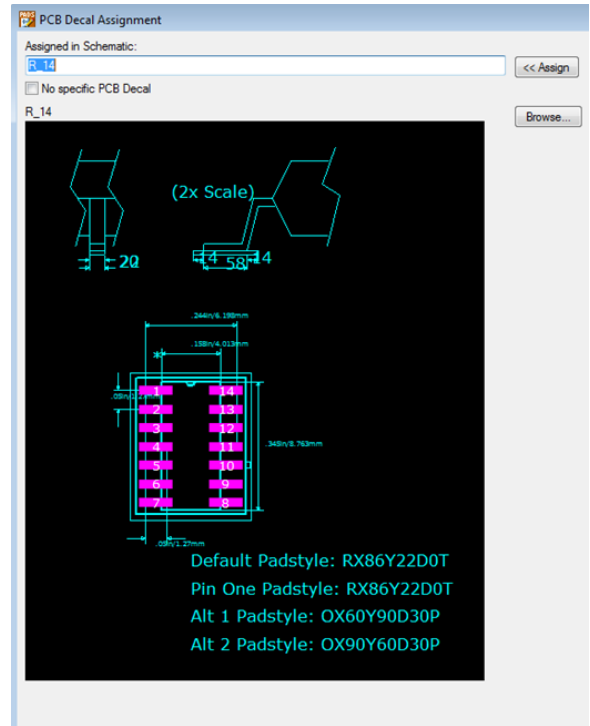 PADS PCB Decal Assignment
Assigned in Schematic:
R_14
<< Assign
No specific PCB Decal
R_14
Browse...
(2x Scale)
14
58
14
.244in/6.198mm
.158in/4.013mm
*
1
14
2
13
3
12
4
11
.345in/8.763mm
5
10
6
9
7
8
.05in/1.27mm
Default Padstyle: RX86Y22D0T
Pin One Padstyle: RX86Y22D0T
Alt 1 Padstyle: OX60Y90D30P
Alt 2 Padstyle: OX90Y60D30P